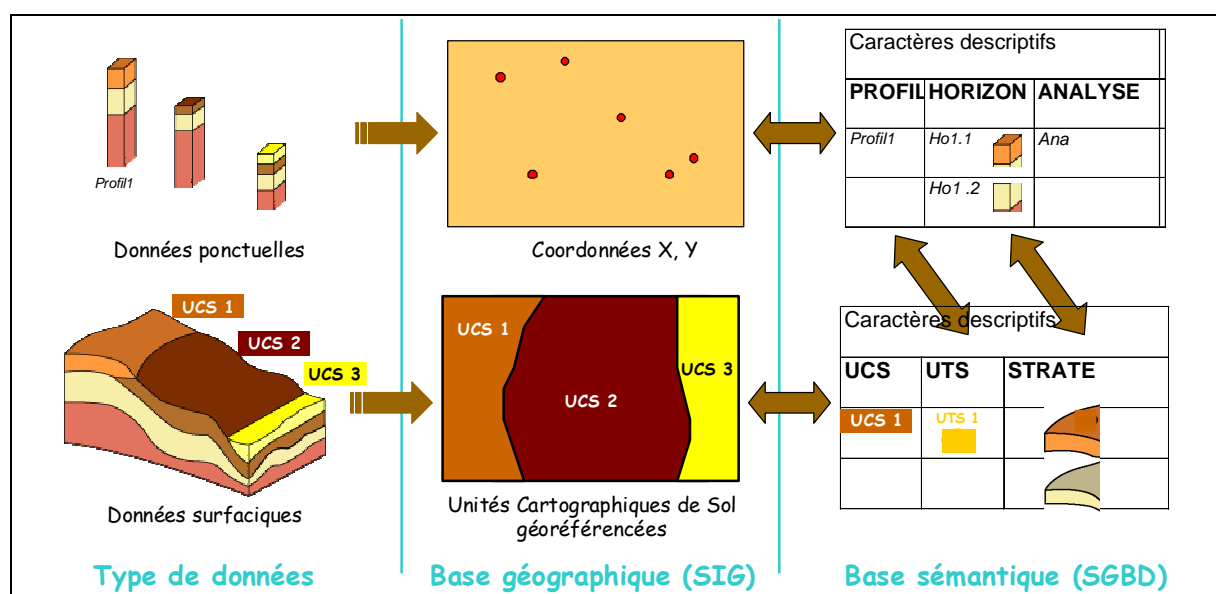 Profil1
Données ponctuelles
Coordonnées X, Y
Caractères descriptifs
PROFIL HORIZON ANALYSE
Profil1 Ho1.1 Ana
Ho1 .2
UCS 1
UCS 2
UCS 3
Données surfaciques
UCS 1
UCS 2
UCS 3
Unités Cartographiques de Sol
géoréférencées
Caractères descriptifs
UCS UTS STRATE
UCS 1 UTS 1
Type de données
Base géographique (SIG)
Base sémantique (SGBD)